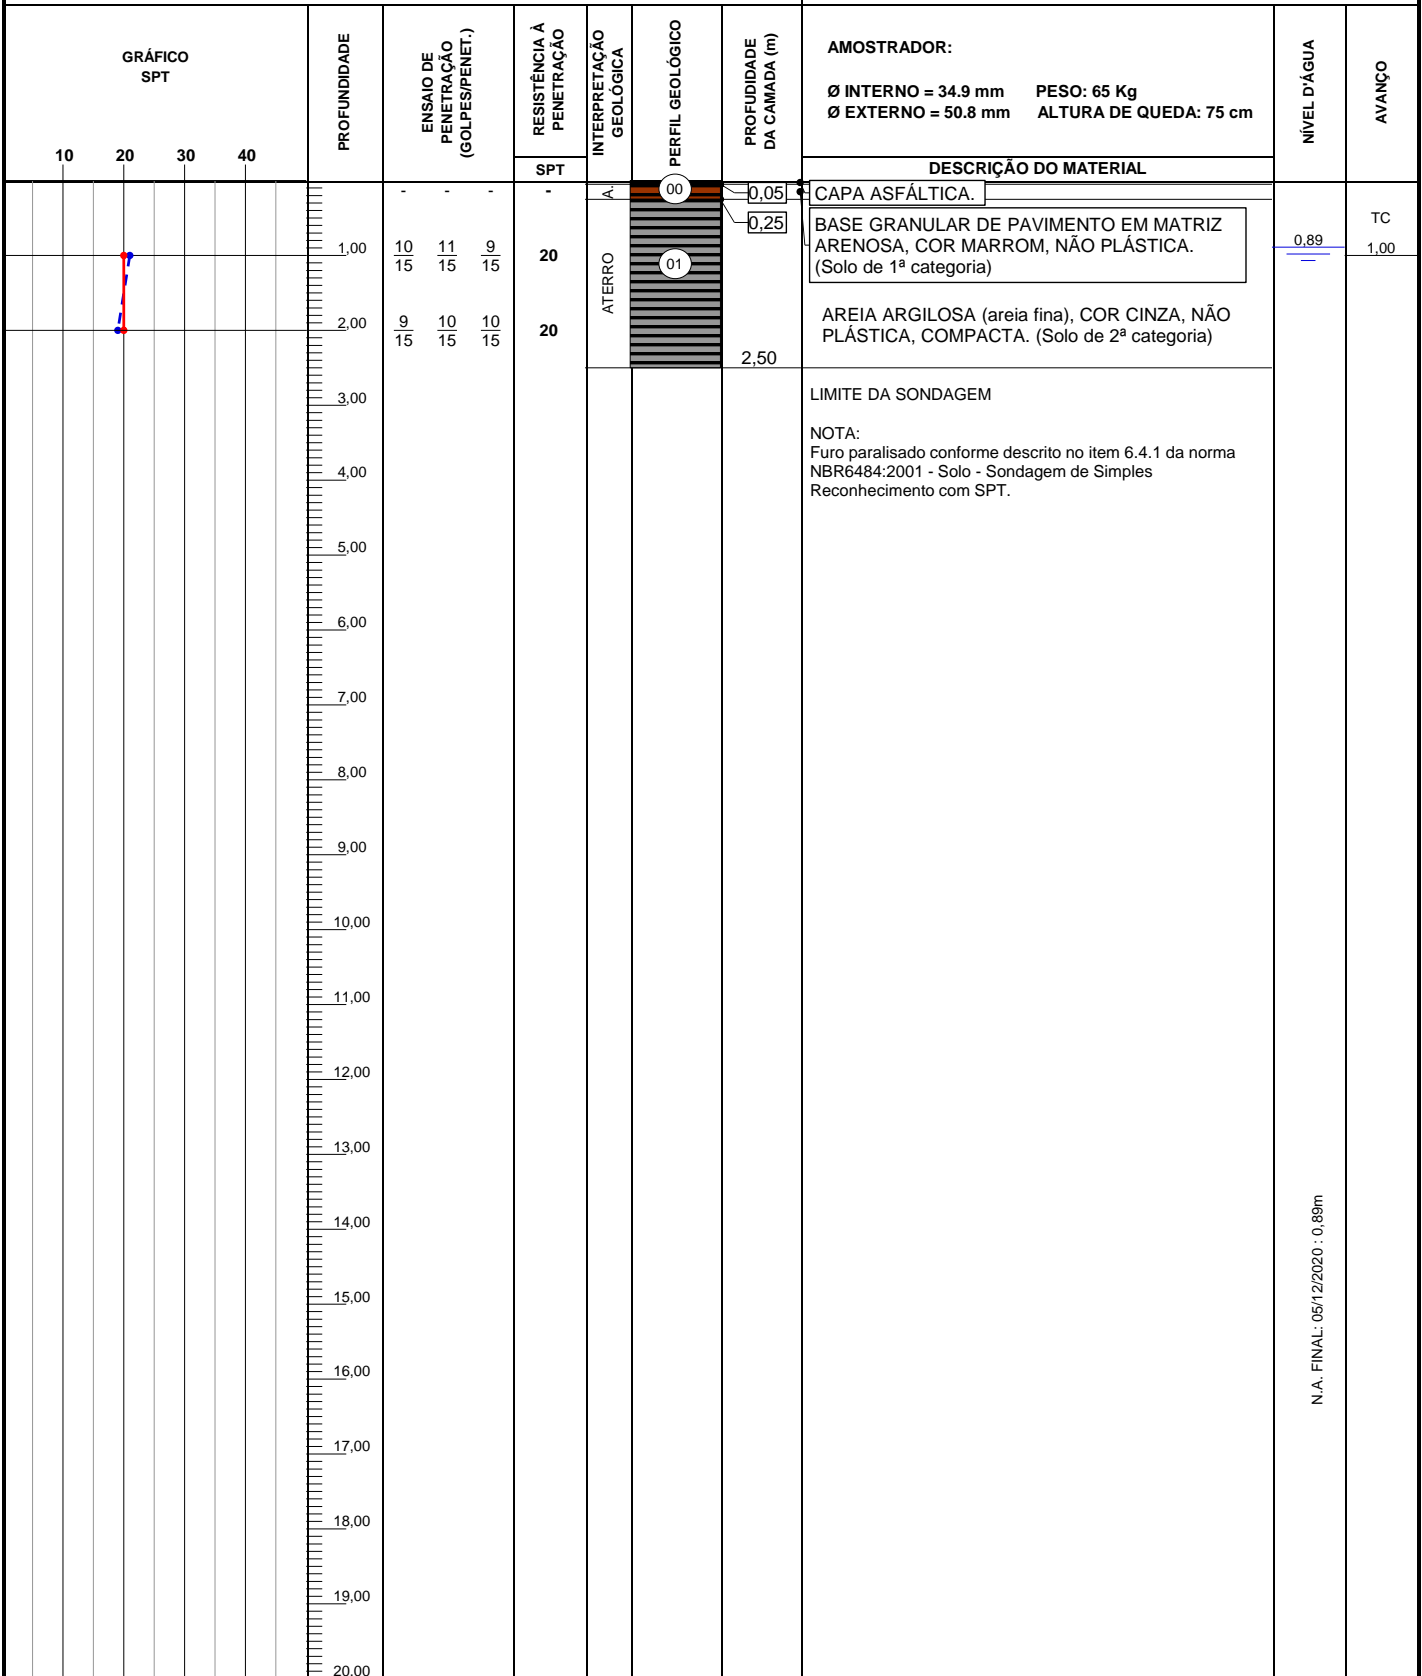 GRÁFICO
SPT
10 20 30 40
PROFUNDIDADE
ENSAIO DE
PENETRAÇÃO
(GOLPES/PENET.)
RESISTÊNCIA À
PENETRAÇÃO
SPT
INTERPRETAÇÃO
GEOLÓGICA
PERFIL GEOLÓGICO
PROFUDIDADE
DA CAMADA (m)
AMOSTRADOR:
Ø INTERNO = 34.9 mm PESO: 65 Kg
Ø EXTERNO = 50.8 mm ALTURA DE QUEDA: 75 cm
DESCRIÇÃO DO MATERIAL
NÍVEL D'ÁGUA
AVANÇO
- - - -
A.
00
0,05
CAPA ASFÁLTICA.
0,25
BASE GRANULAR DE PAVIMENTO EM MATRIZ
ARENOSA, COR MARROM, NÃO PLÁSTICA.
(Solo de 1ª categoria)
TC
1,00
0,89
1,00
10 11 9
15 15 15
20
ATERRO
01
2,00
9 10 10
15 15 15
20
AREIA ARGILOSA (areia fina), COR CINZA, NÃO
PLÁSTICA, COMPACTA. (Solo de 2ª categoria)
2,50
LIMITE DA SONDAGEM
NOTA:
Furo paralisado conforme descrito no item 6.4.1 da norma
NBR6484:2001 - Solo - Sondagem de Simples
Reconhecimento com SPT.
3,00
4,00
5,00
6,00
7,00
8,00
9,00
10,00
11,00
12,00
13,00
14,00
15,00
16,00
17,00
18,00
19,00
20,00
N.A. FINAL: 05/12/2020 : 0,89m